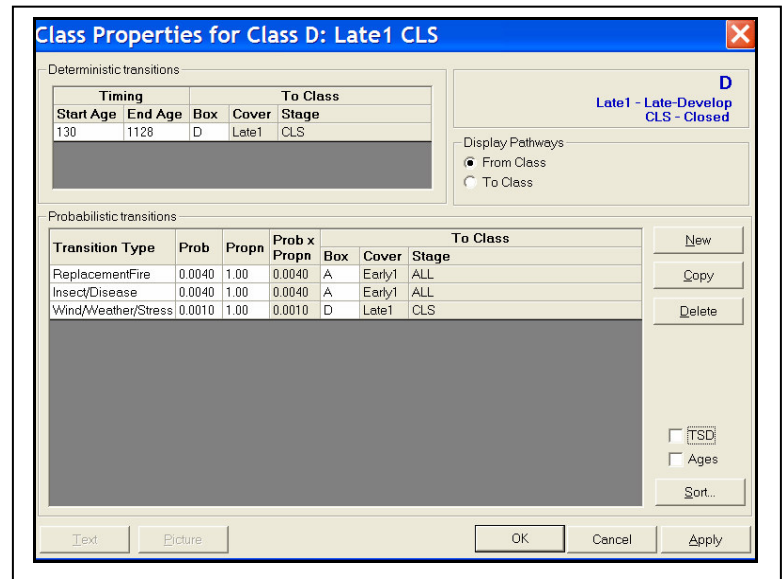 Class Properties for Class D: Late1 CLS
Deterministic transitions
Timing To Class
Start Age End Age Box Cover Stage
130 1128 D Late1 CLS
D
Late1 - Late-Develop
CLS - Closed
Display Pathways
From Class
To Class
Probabilistic transitions
Transition Type Prob Propn Prob x Propn To Class
Box Cover Stage
ReplacementFire 0.0040 1.00 0.0040 A Early1 ALL
Insect/Disease 0.0040 1.00 0.0040 A Early1 ALL
Wind/Weather/Stress 0.0010 1.00 0.0010 D Late1 CLS
New
Copy
Delete
TSD
Ages
Sort...
Text Picture OK Cancel Apply